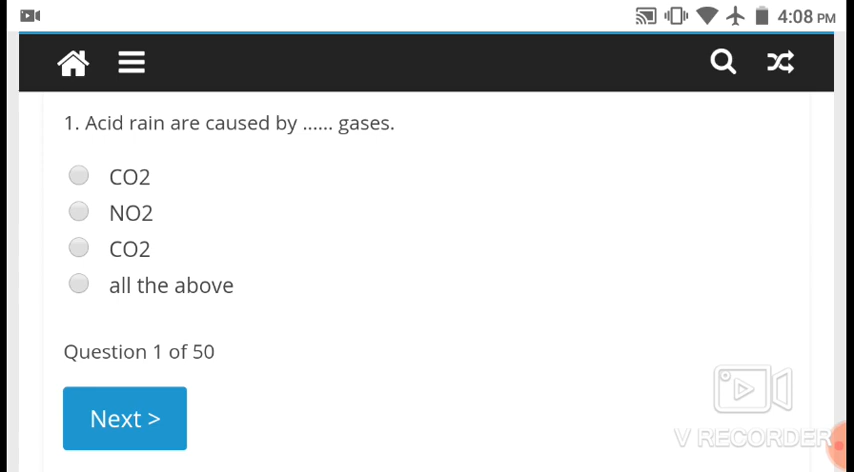 4:08 PM
1. Acid rain are caused by ...... gases.
CO2
NO2
CO2
all the above
Question 1 of 50
Next >
V RECORDER